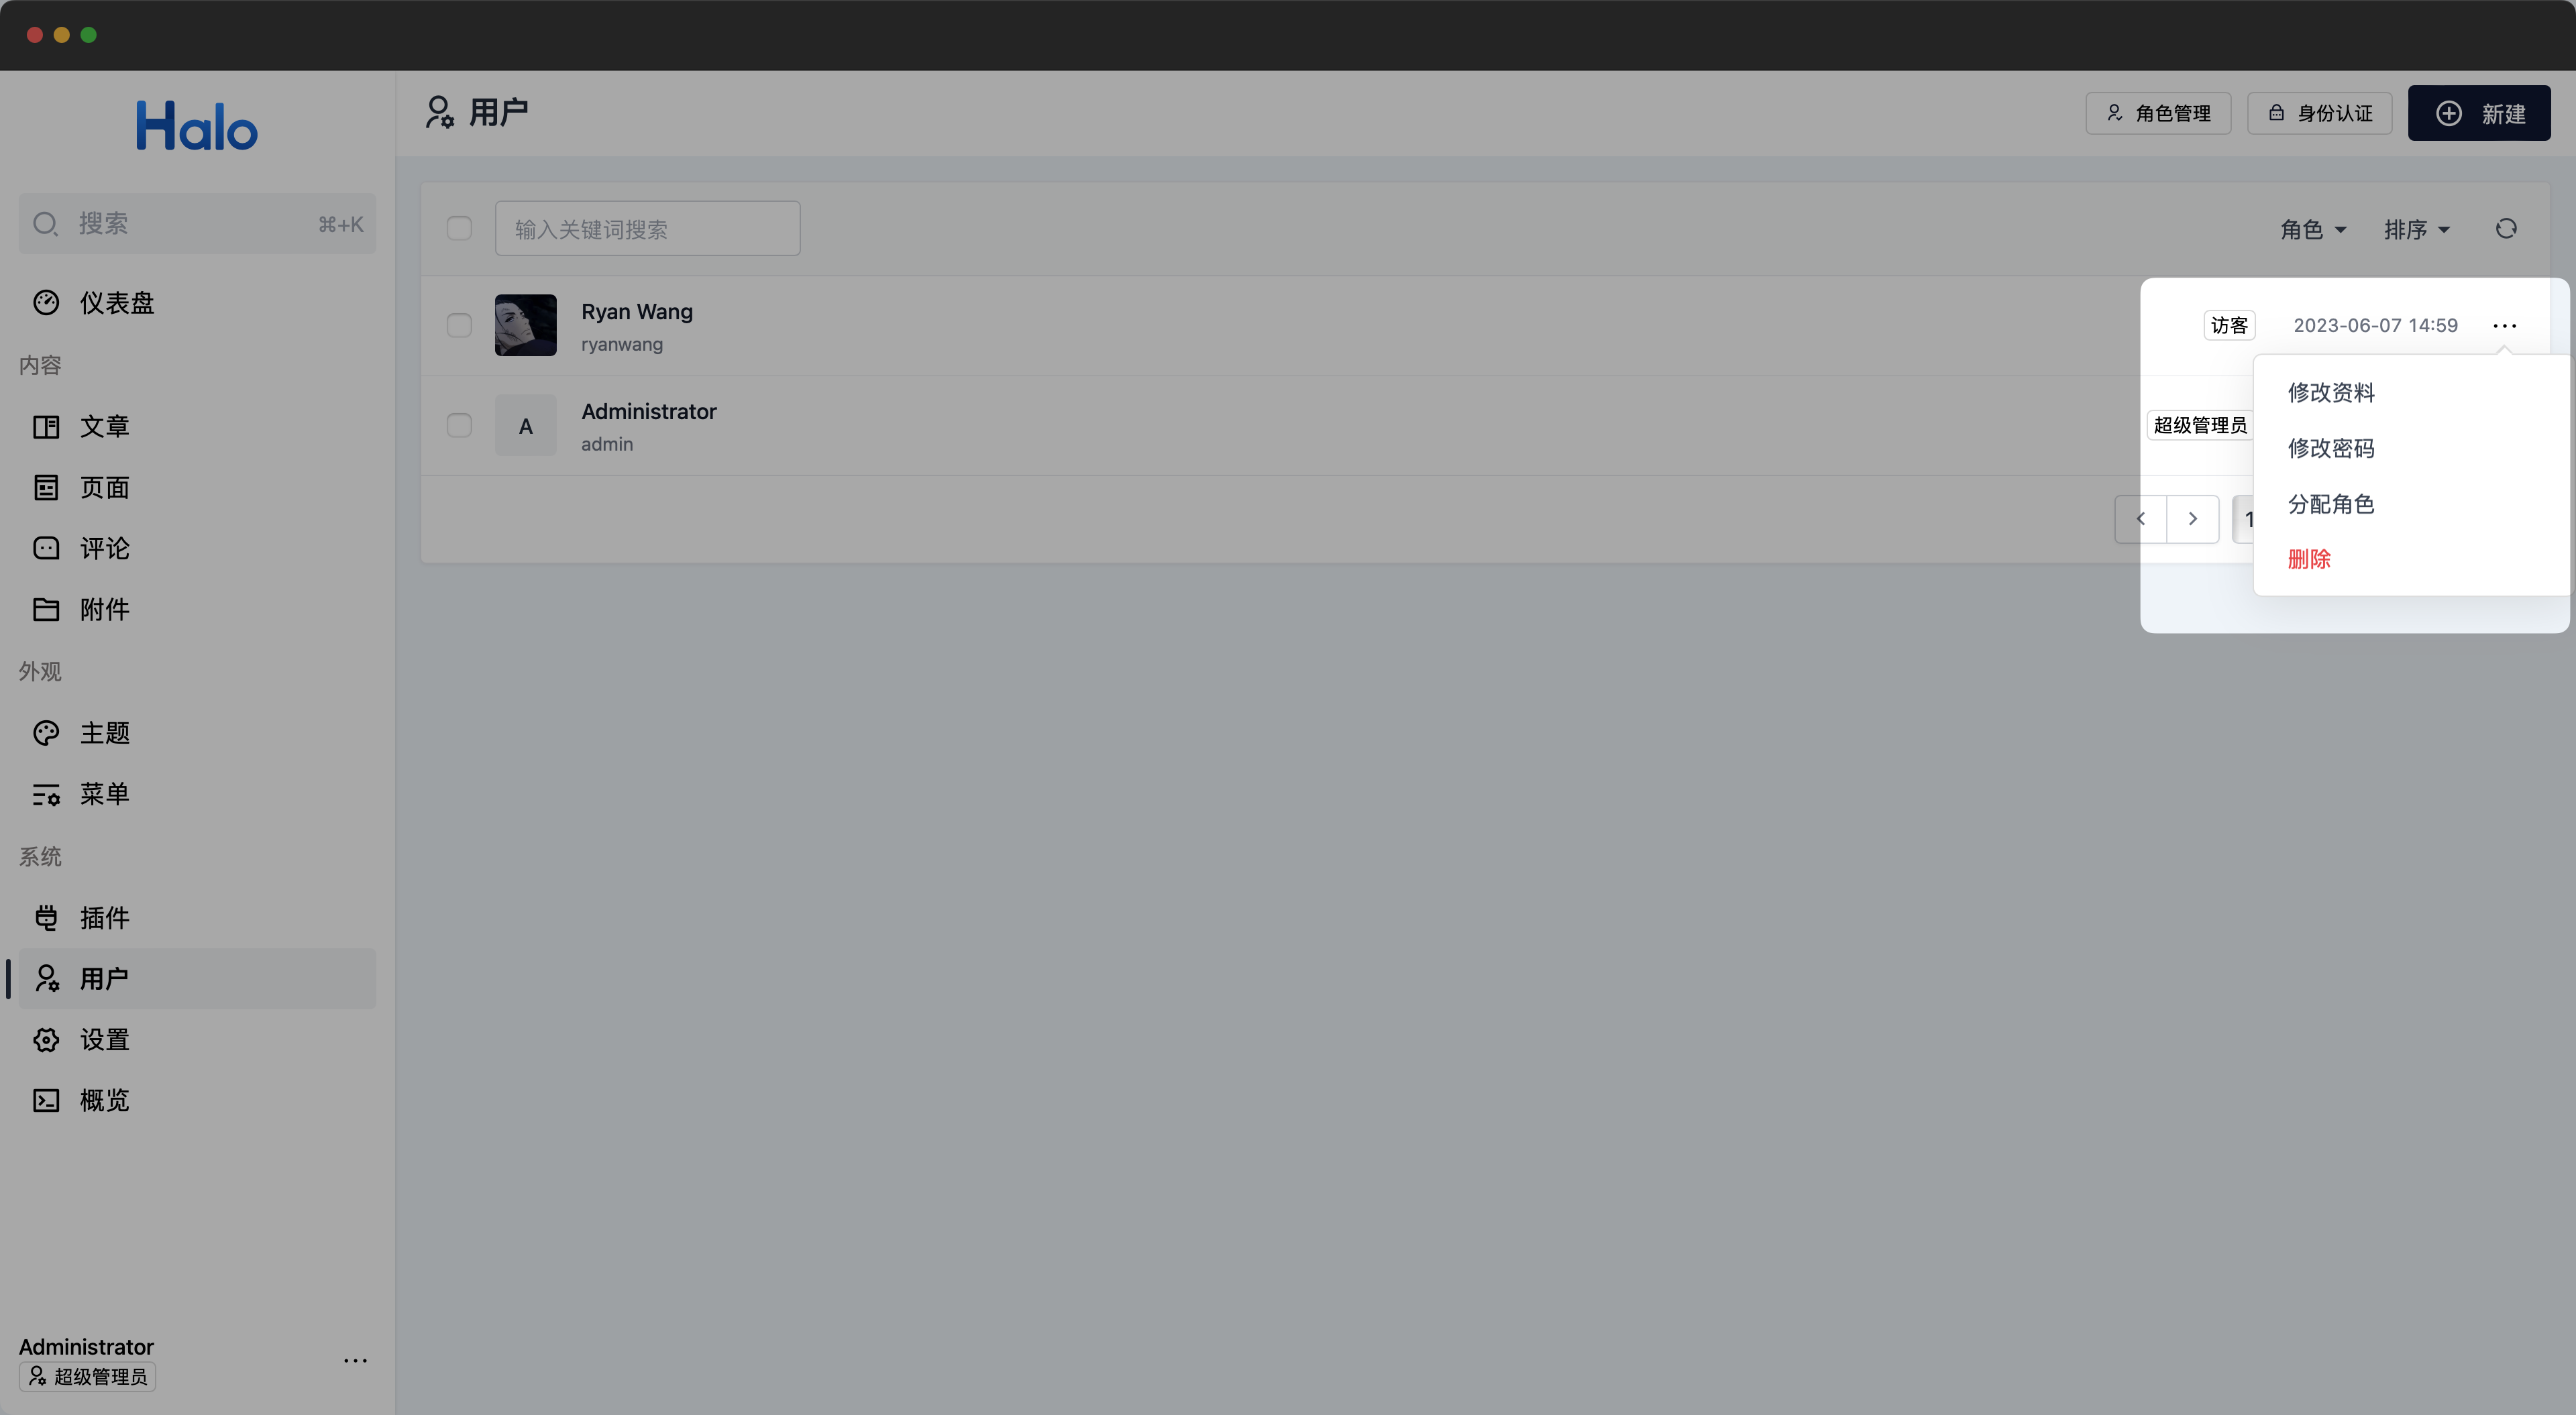 Halo
搜索 ⌘+K
仪表盘
内容
文章
页面
评论
附件
外观
主题
菜单
系统
插件
用户
设置
概览
Administrator
超级管理员
用户
角色管理 身份认证 新建
输入关键词搜索 角色 排序
Ryan Wang
ryanwang
访客 2023-06-07 14:59
A
Administrator
admin
超级管理员
1
修改资料
修改密码
分配角色
删除